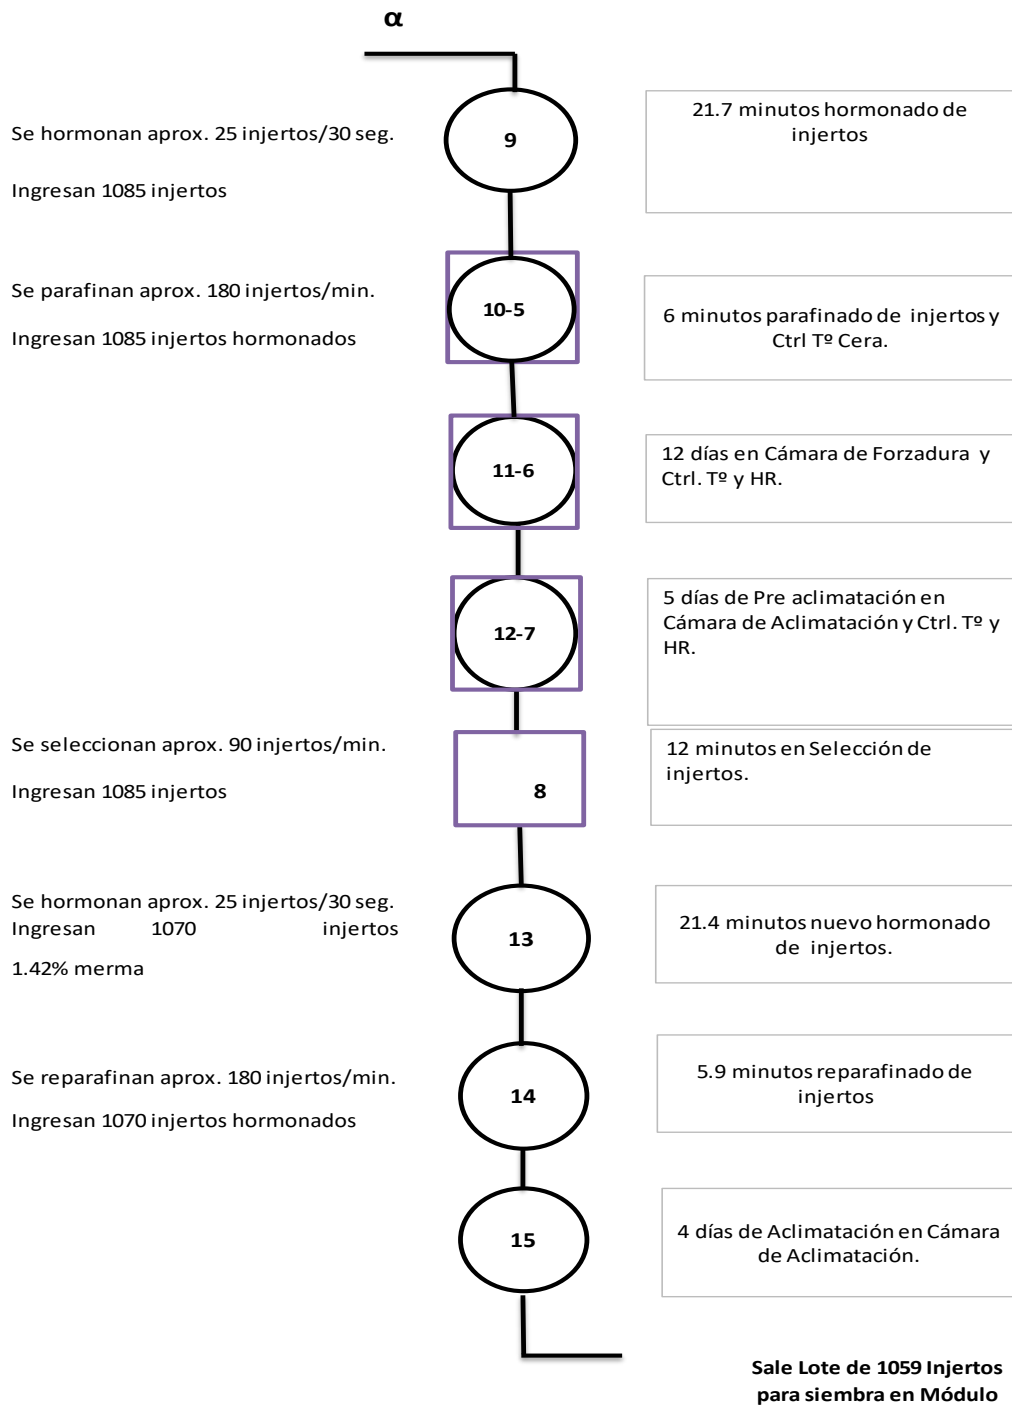 α
Se hormonan aprox. 25 injertos/30 seg.
Ingresan 1085 injertos
9
21.7 minutos hormonado de
injertos
Se parafinan aprox. 180 injertos/min.
Ingresan 1085 injertos hormonados
10-5
6 minutos parafinado de injertos y
Ctrl Tº Cera.
11-6
12 días en Cámara de Forzadura y
Ctrl. Tº y HR.
12-7
5 días de Pre aclimatación en
Cámara de Aclimatación y Ctrl. Tº y
HR.
Se seleccionan aprox. 90 injertos/min.
Ingresan 1085 injertos
8
12 minutos en Selección de
injertos.
Se hormonan aprox. 25 injertos/30 seg.
Ingresan 1070 injertos
1.42% merma
13
21.4 minutos nuevo hormonado
de injertos.
Se reparafinan aprox. 180 injertos/min.
Ingresan 1070 injertos hormonados
14
5.9 minutos reparafinado de
injertos
15
4 días de Aclimatación en Cámara
de Aclimatación.
Sale Lote de 1059 Injertos
para siembra en Módulo